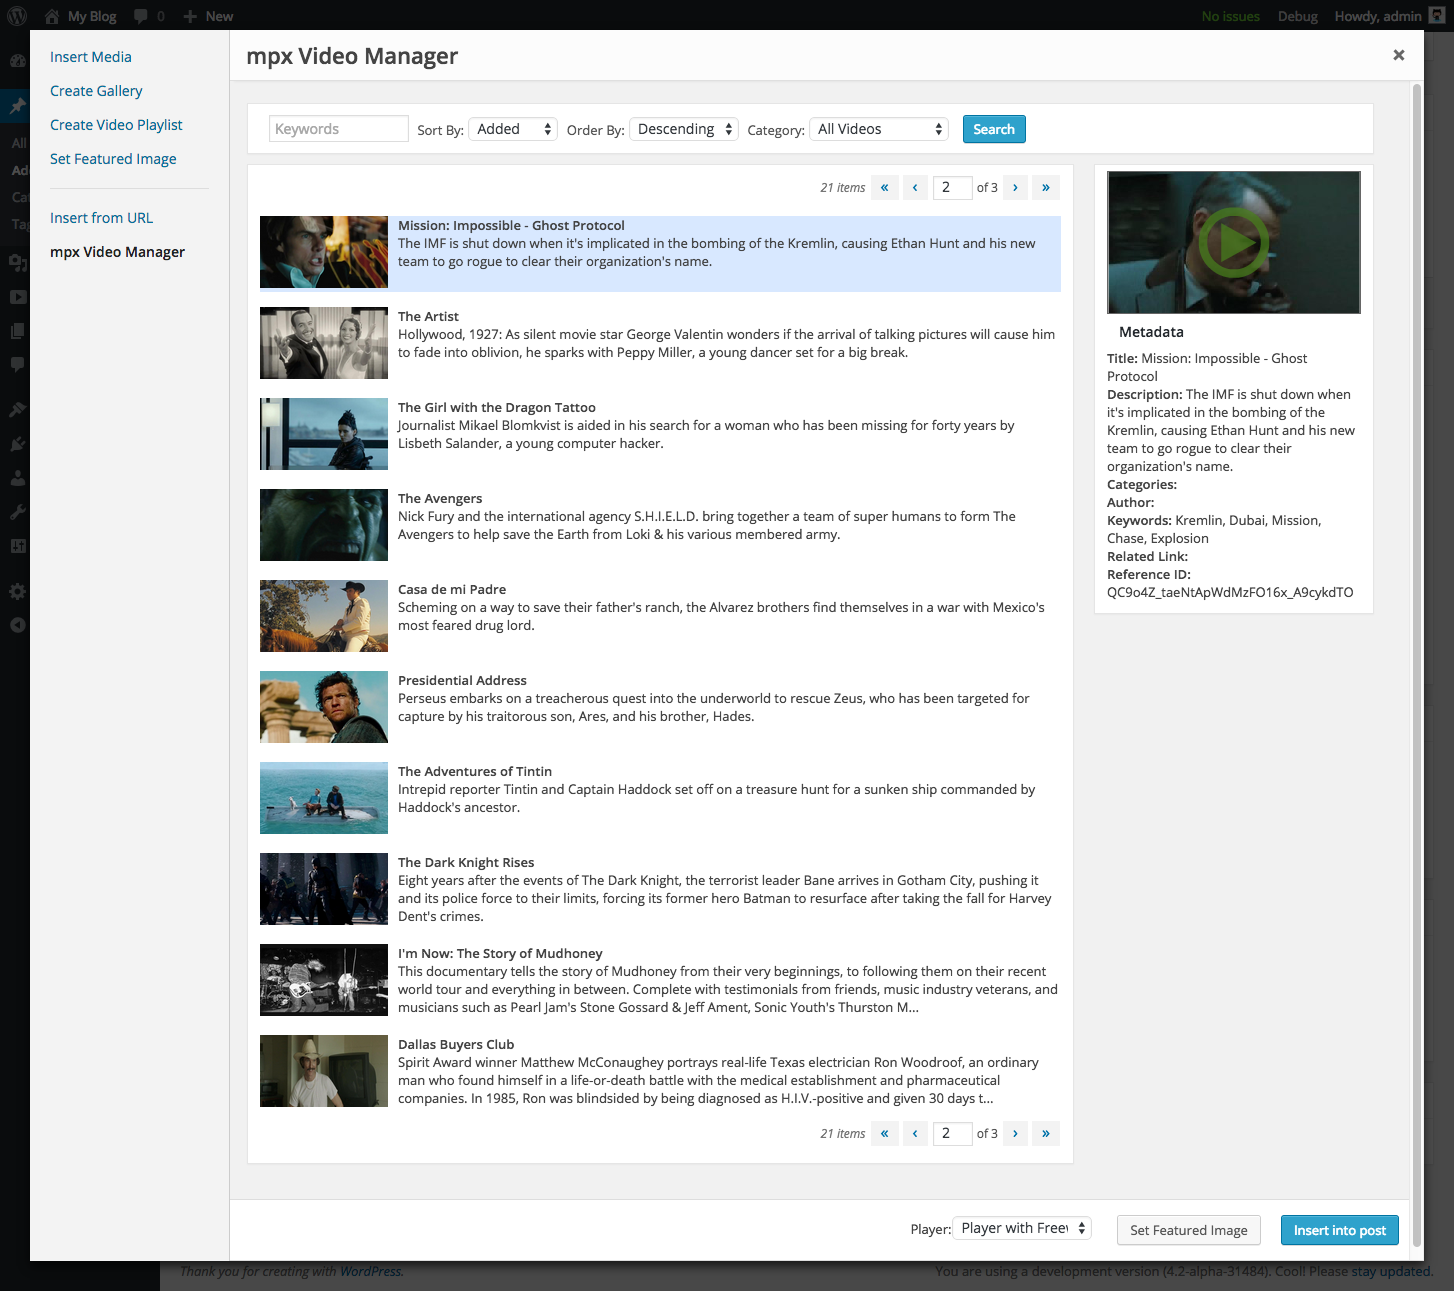 My Blog 0 New No issues Debug Howdy, admin
Insert Media
Create Gallery
Create Video Playlist
Set Featured Image
Insert from URL
mpx Video Manager
All
Ad
Cat
Tag
mpx Video Manager
Keywords Sort By: Added Order By: Descending Category: All Videos Search
21 items « ‹ 2 of 3 › »
Mission: Impossible - Ghost Protocol
The IMF is shut down when it's implicated in the bombing of the Kremlin, causing Ethan Hunt and his new
team to go rogue to clear their organization's name.
The Artist
Hollywood, 1927: As silent movie star George Valentin wonders if the arrival of talking pictures will cause him
to fade into oblivion, he sparks with Peppy Miller, a young dancer set for a big break.
The Girl with the Dragon Tattoo
Journalist Mikael Blomkvist is aided in his search for a woman who has been missing for forty years by
Lisbeth Salander, a young computer hacker.
The Avengers
Nick Fury and the international agency S.H.I.E.L.D. bring together a team of super humans to form The
Avengers to help save the Earth from Loki & his various membered army.
Casa de mi Padre
Scheming on a way to save their father's ranch, the Alvarez brothers find themselves in a war with Mexico's
most feared drug lord.
Presidential Address
Perseus embarks on a treacherous quest into the underworld to rescue Zeus, who has been targeted for
capture by his traitorous son, Ares, and his brother, Hades.
The Adventures of Tintin
Intrepid reporter Tintin and Captain Haddock set off on a treasure hunt for a sunken ship commanded by
Haddock's ancestor.
The Dark Knight Rises
Eight years after the events of The Dark Knight, the terrorist leader Bane arrives in Gotham City, pushing it
and its police force to their limits, forcing its former hero Batman to resurface after taking the fall for Harvey
Dent's crimes.
I'm Now: The Story of Mudhoney
This documentary tells the story of Mudhoney from their very beginnings, to following them on their recent
world tour and everything in between. Complete with testimonials from friends, music industry veterans, and
musicians such as Pearl Jam's Stone Gossard & Jeff Ament, Sonic Youth's Thurston M...
Dallas Buyers Club
Spirit Award winner Matthew McConaughey portrays real-life Texas electrician Ron Woodroof, an ordinary
man who found himself in a life-or-death battle with the medical establishment and pharmaceutical
companies. In 1985, Ron was blindsided by being diagnosed as H.I.V.-positive and given 30 days t...
21 items « ‹ 2 of 3 › »
Metadata
Title: Mission: Impossible - Ghost
Protocol
Description: The IMF is shut down when
it's implicated in the bombing of the
Kremlin, causing Ethan Hunt and his new
team to go rogue to clear their
organization's name.
Categories:
Author:
Keywords: Kremlin, Dubai, Mission,
Chase, Explosion
Related Link:
Reference ID:
QC9o4Z_taeNtApWdMzFO16x_A9cykdTO
Player: Player with Free Set Featured Image Insert into post
Thank you for creating with WordPress. You are using a development version (4.2-alpha-31484). Cool! Please stay updated.